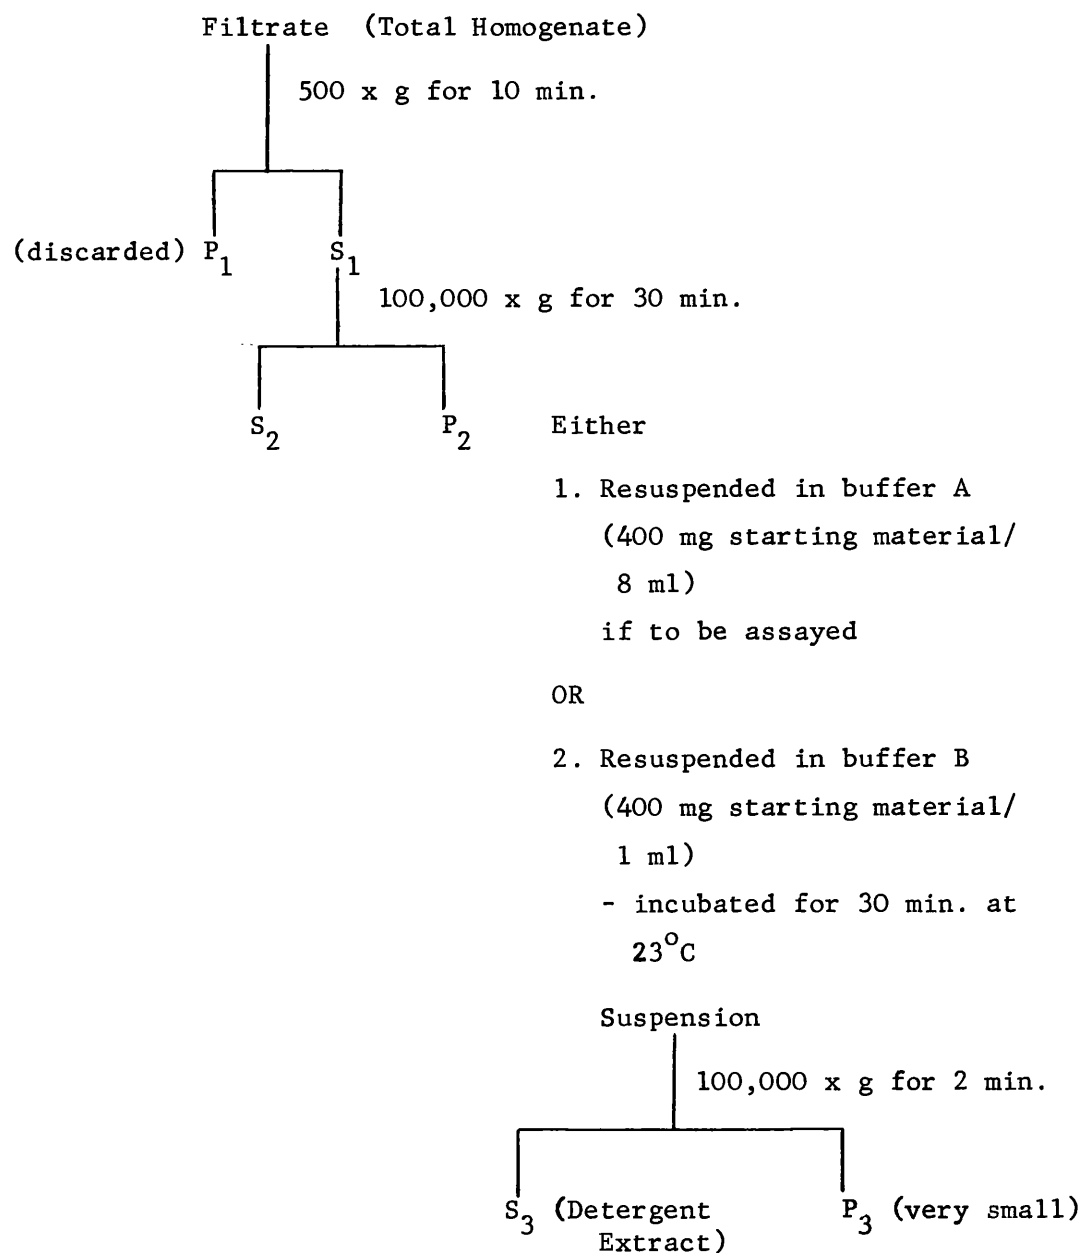 Filtrate (Total Homogenate)
500 x g for 10 min.
(discarded) P1 S1
100,000 x g for 30 min.
S2 P2 Either
1. Resuspended in buffer A
(400 mg starting material/
8 ml)
if to be assayed
OR
2. Resuspended in buffer B
(400 mg starting material/
1 ml)
- incubated for 30 min. at
23°C
Suspension
100,000 x g for 2 min.
S3 (Detergent P3 (very small)
Extract)